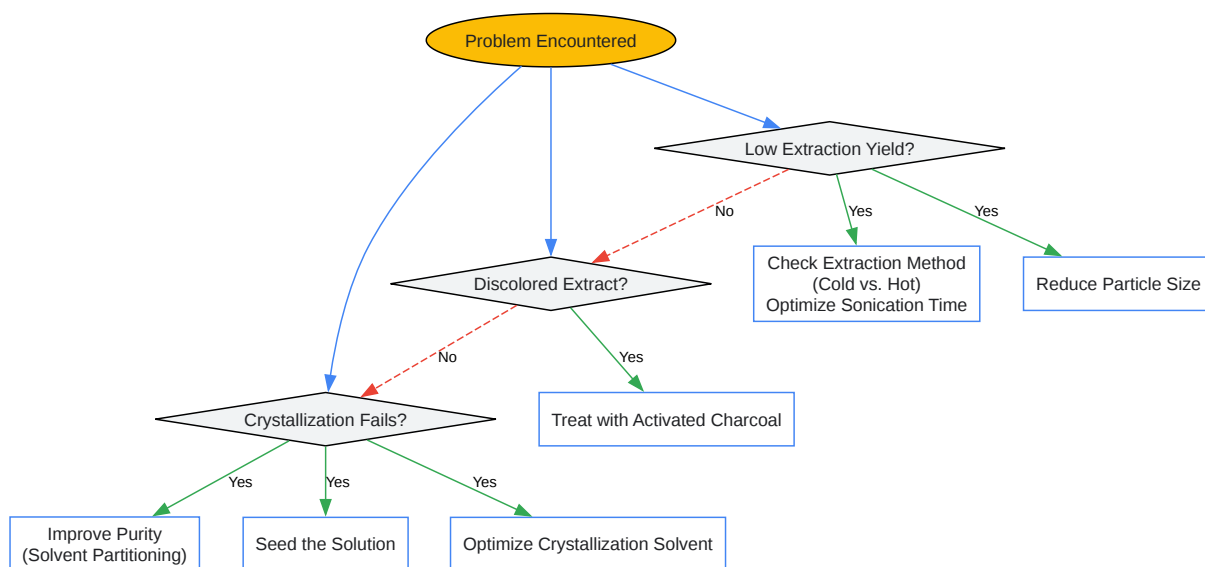 Problem Encountered
Low Extraction Yield?
No
Yes
Yes
Check Extraction Method
(Cold vs. Hot)
Optimize Sonication Time
Reduce Particle Size
Discolored Extract?
No
Yes
Crystallization Fails?
Treat with Activated Charcoal
Yes
Yes
Yes
Improve Purity
(Solvent Partitioning)
Seed the Solution
Optimize Crystallization Solvent